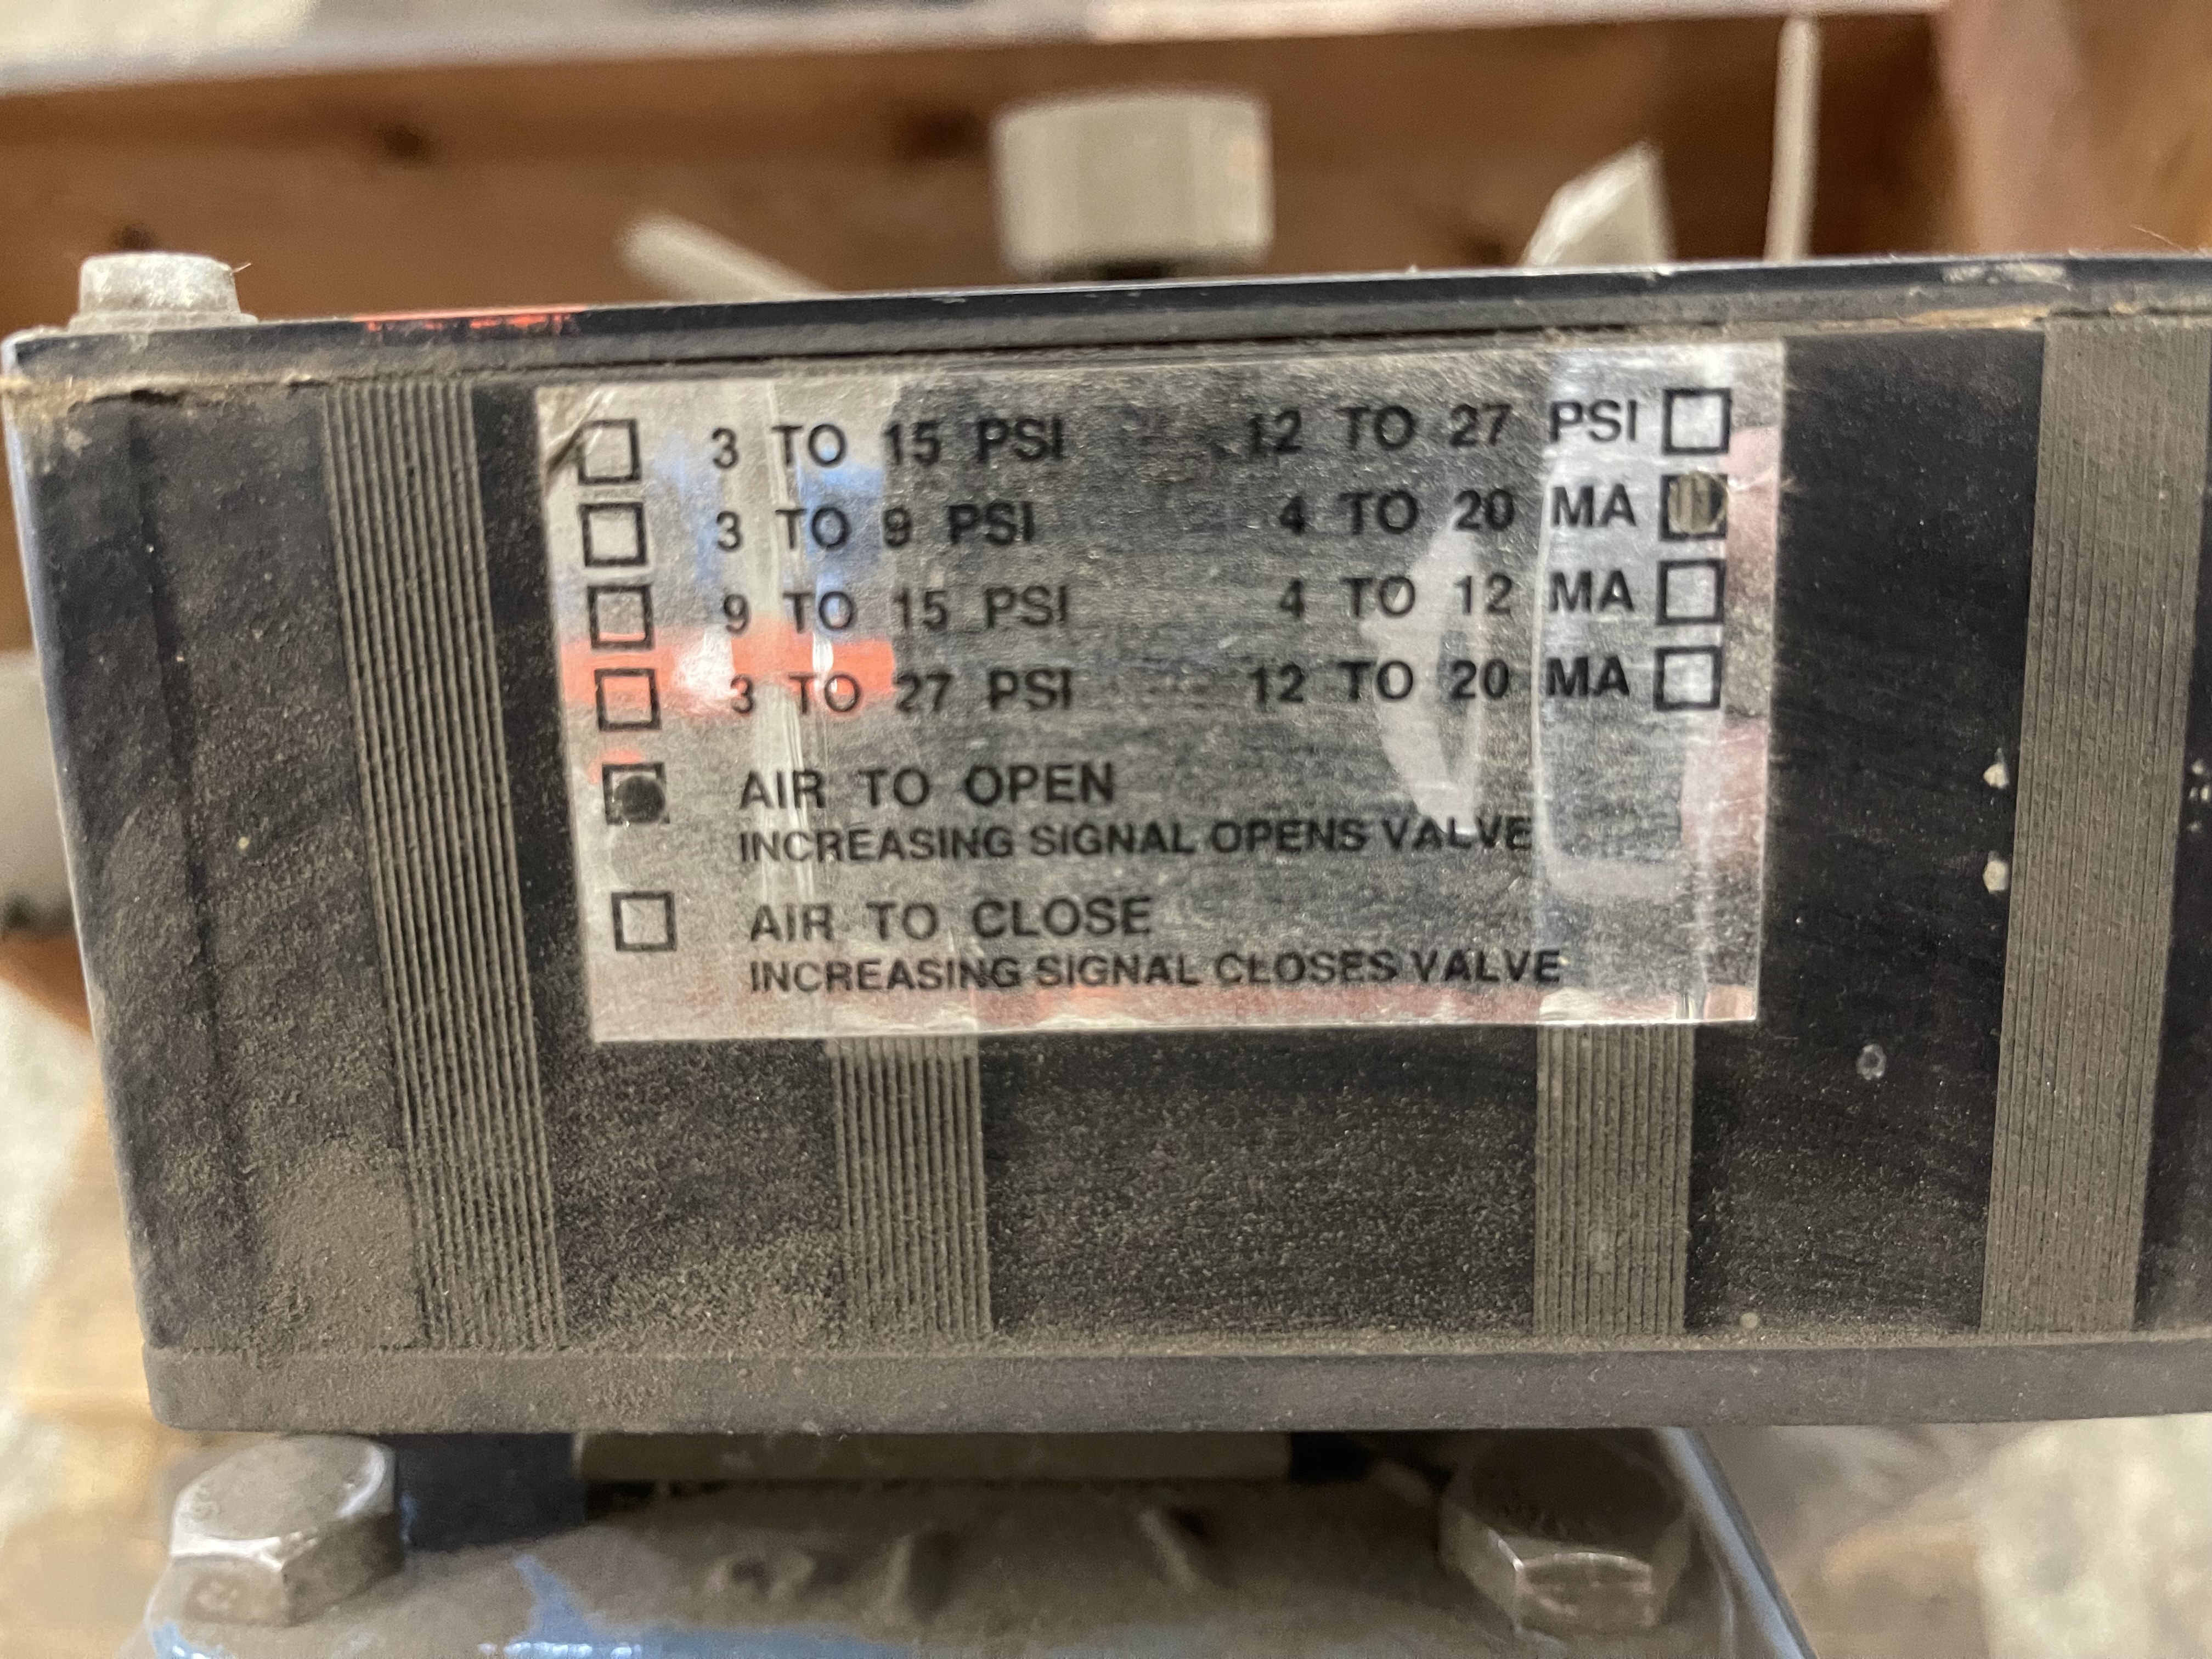 3 TO 15 PSI 12 TO 27 PSI
3 TO 9 PSI 4 TO 20 MA
9 TO 15 PSI 4 TO 12 MA
3 TO 27 PSI 12 TO 20 MA
AIR TO OPEN
INCREASING SIGNAL OPENS VALVE
AIR TO CLOSE
INCREASING SIGNAL CLOSES VALVE